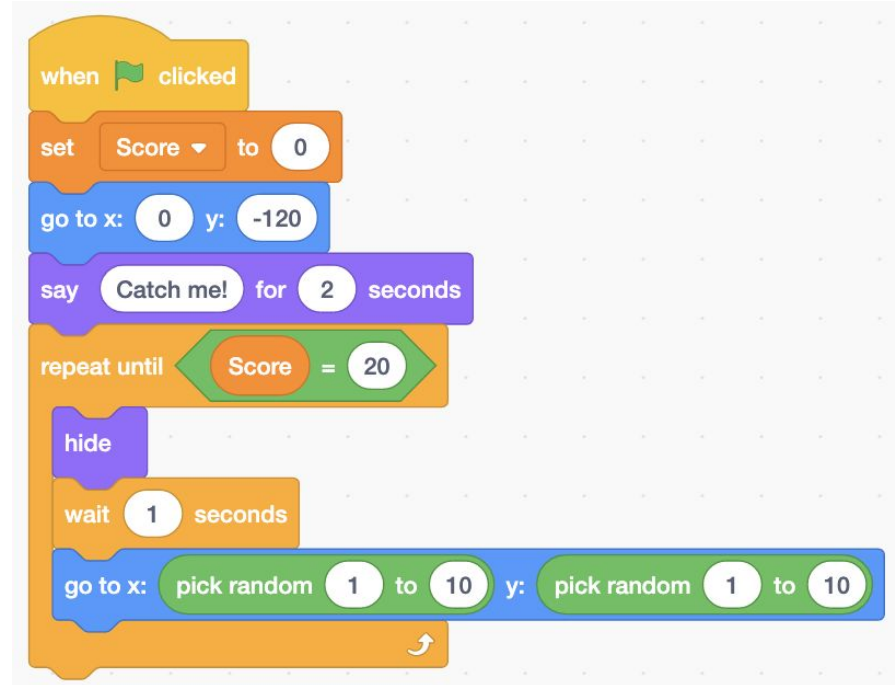 when clicked
set Score to 0
go to x: 0 y: -120
say Catch me! for 2 seconds
repeat until Score = 20
hide
wait 1 seconds
go to x: pick random 1 to 10 y: pick random 1 to 10